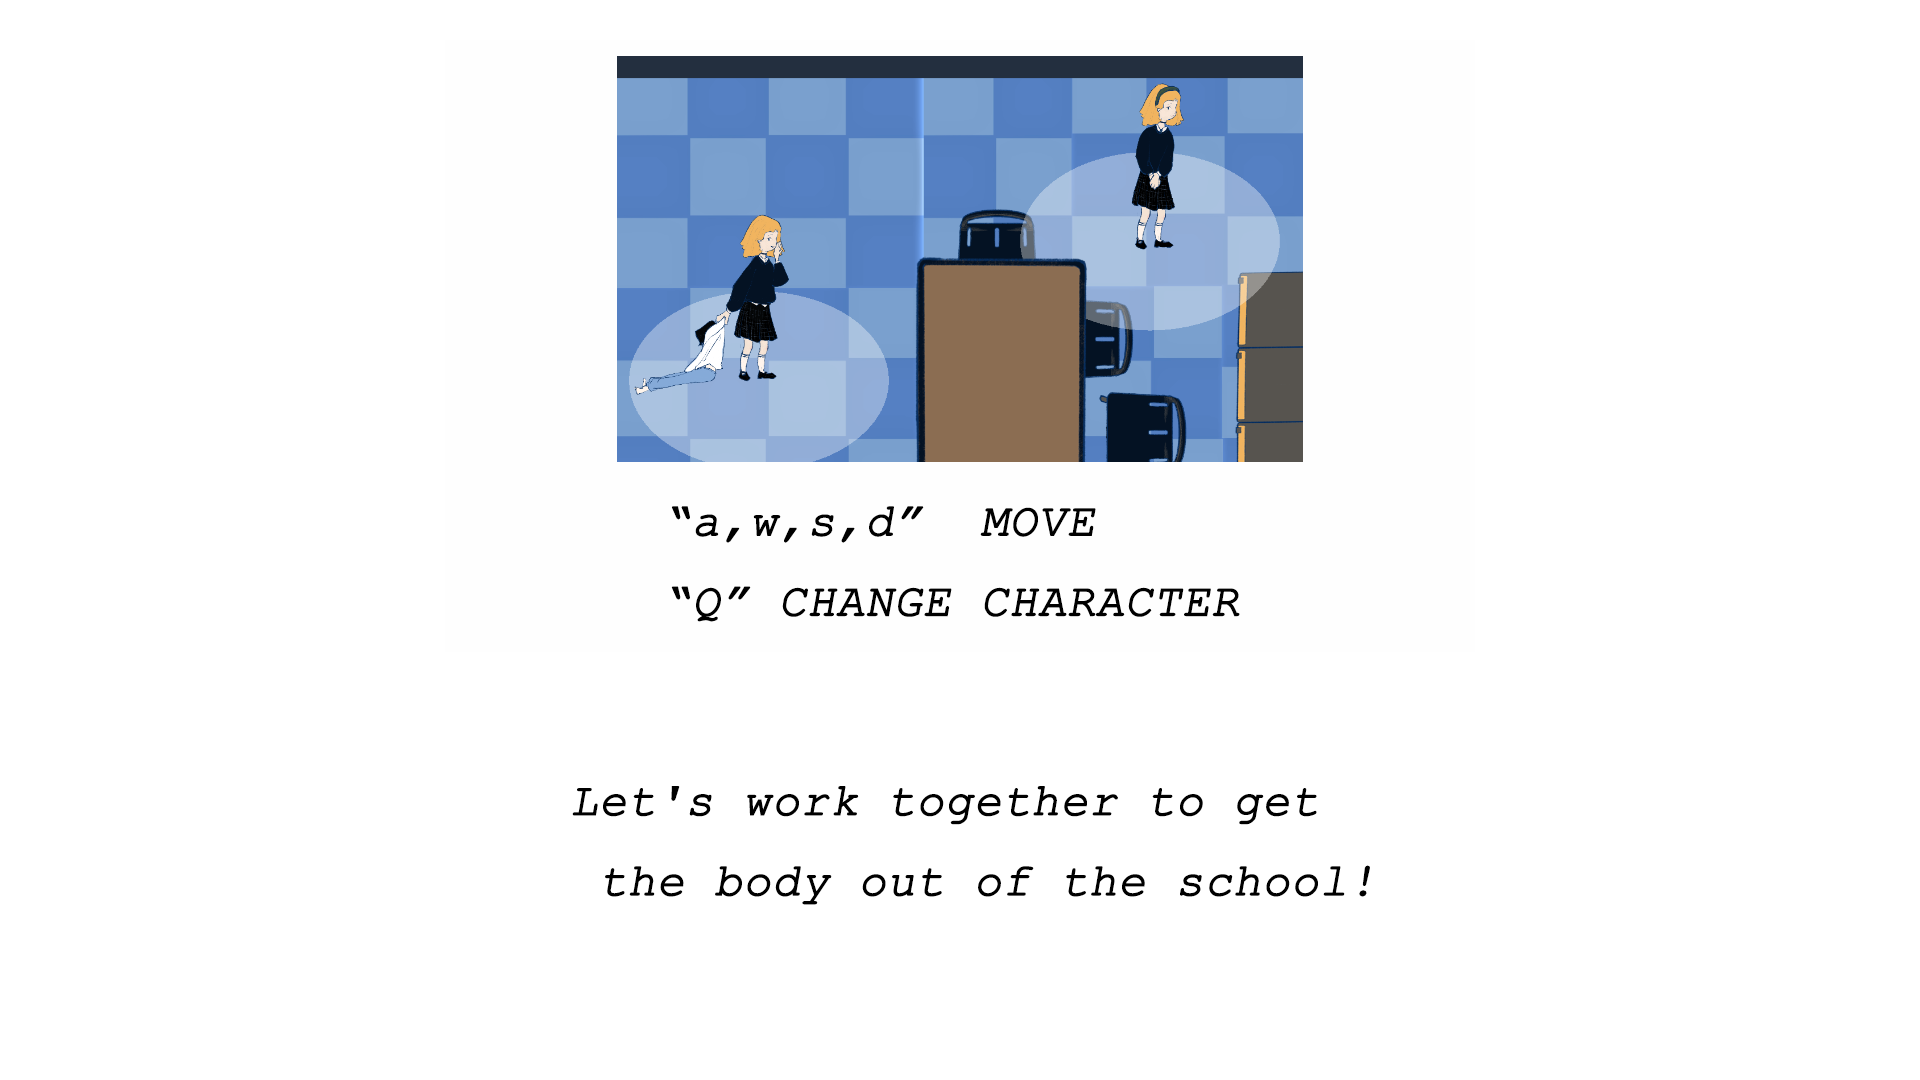 “a,w,s,d”  MOVE
“Q” CHANGE CHARACTER
Let's work together to get
the body out of the school!